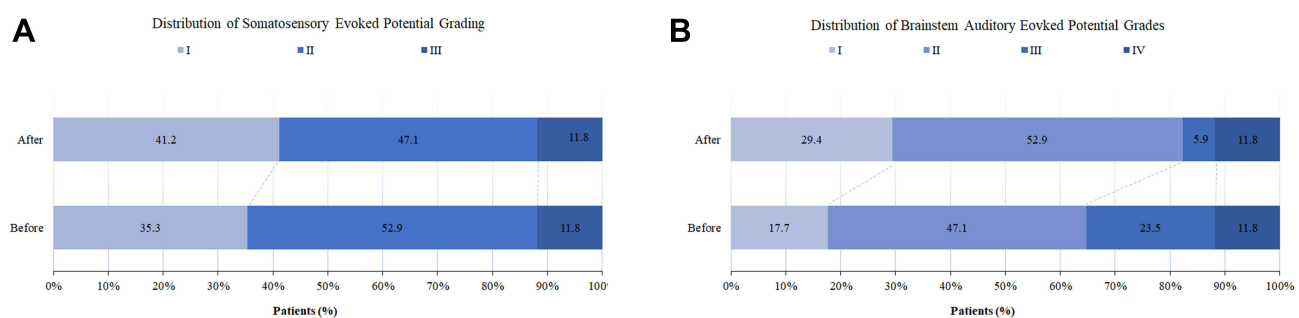 A
Distribution of Somatosensory Evoked Potential Grading
I II III
After 41.2 47.1 11.8
Before 35.3 52.9 11.8
0% 10% 20% 30% 40% 50% 60% 70% 80% 90% 100%
Patients (%)
B
Distribution of Brainstem Auditory Eovked Potential Grades
I II III IV
After 29.4 52.9 5.9 11.8
Before 17.7 47.1 23.5 11.8
0% 10% 20% 30% 40% 50% 60% 70% 80% 90% 100%
Patients (%)